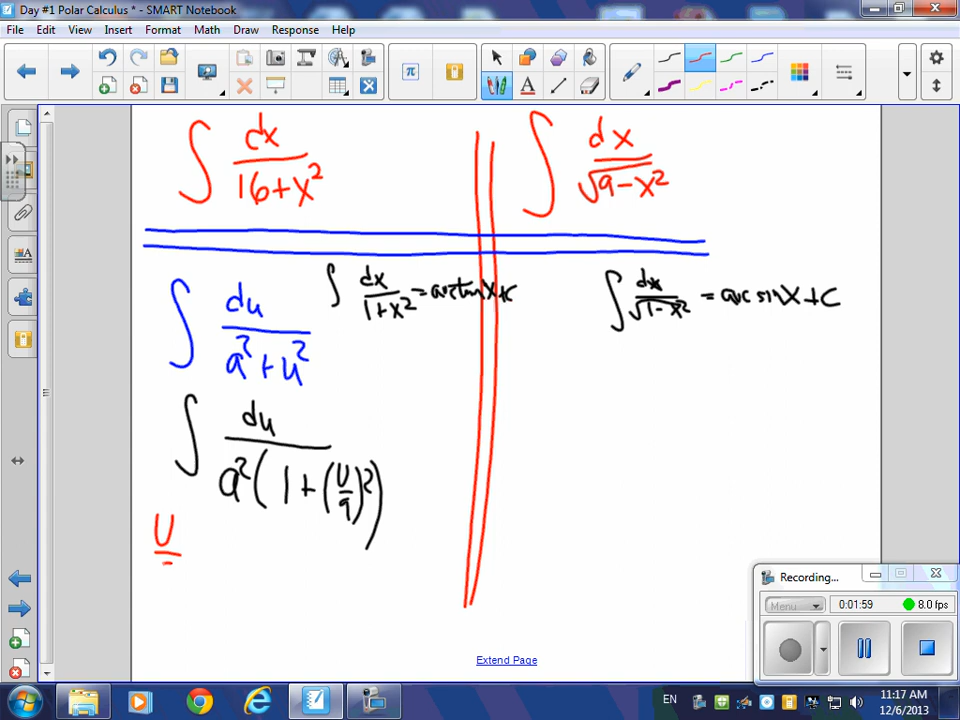 Day #1 Polar Calculus * - SMART Notebook
File Edit View Insert Format Math Draw Response Help
∫ dx/(16+x²)
∫ dx/√(9-x²)
∫ du/(a²+u²)
∫ dx/(1+x²) = arctan x+c
∫ dx/√(1-x²) = arc sin x + c
∫ du/(a²(1+(u/a)²))
U
Extend Page
Recording...
Menu
0:01:59
8.0 fps
EN
11:17 AM
12/6/2013